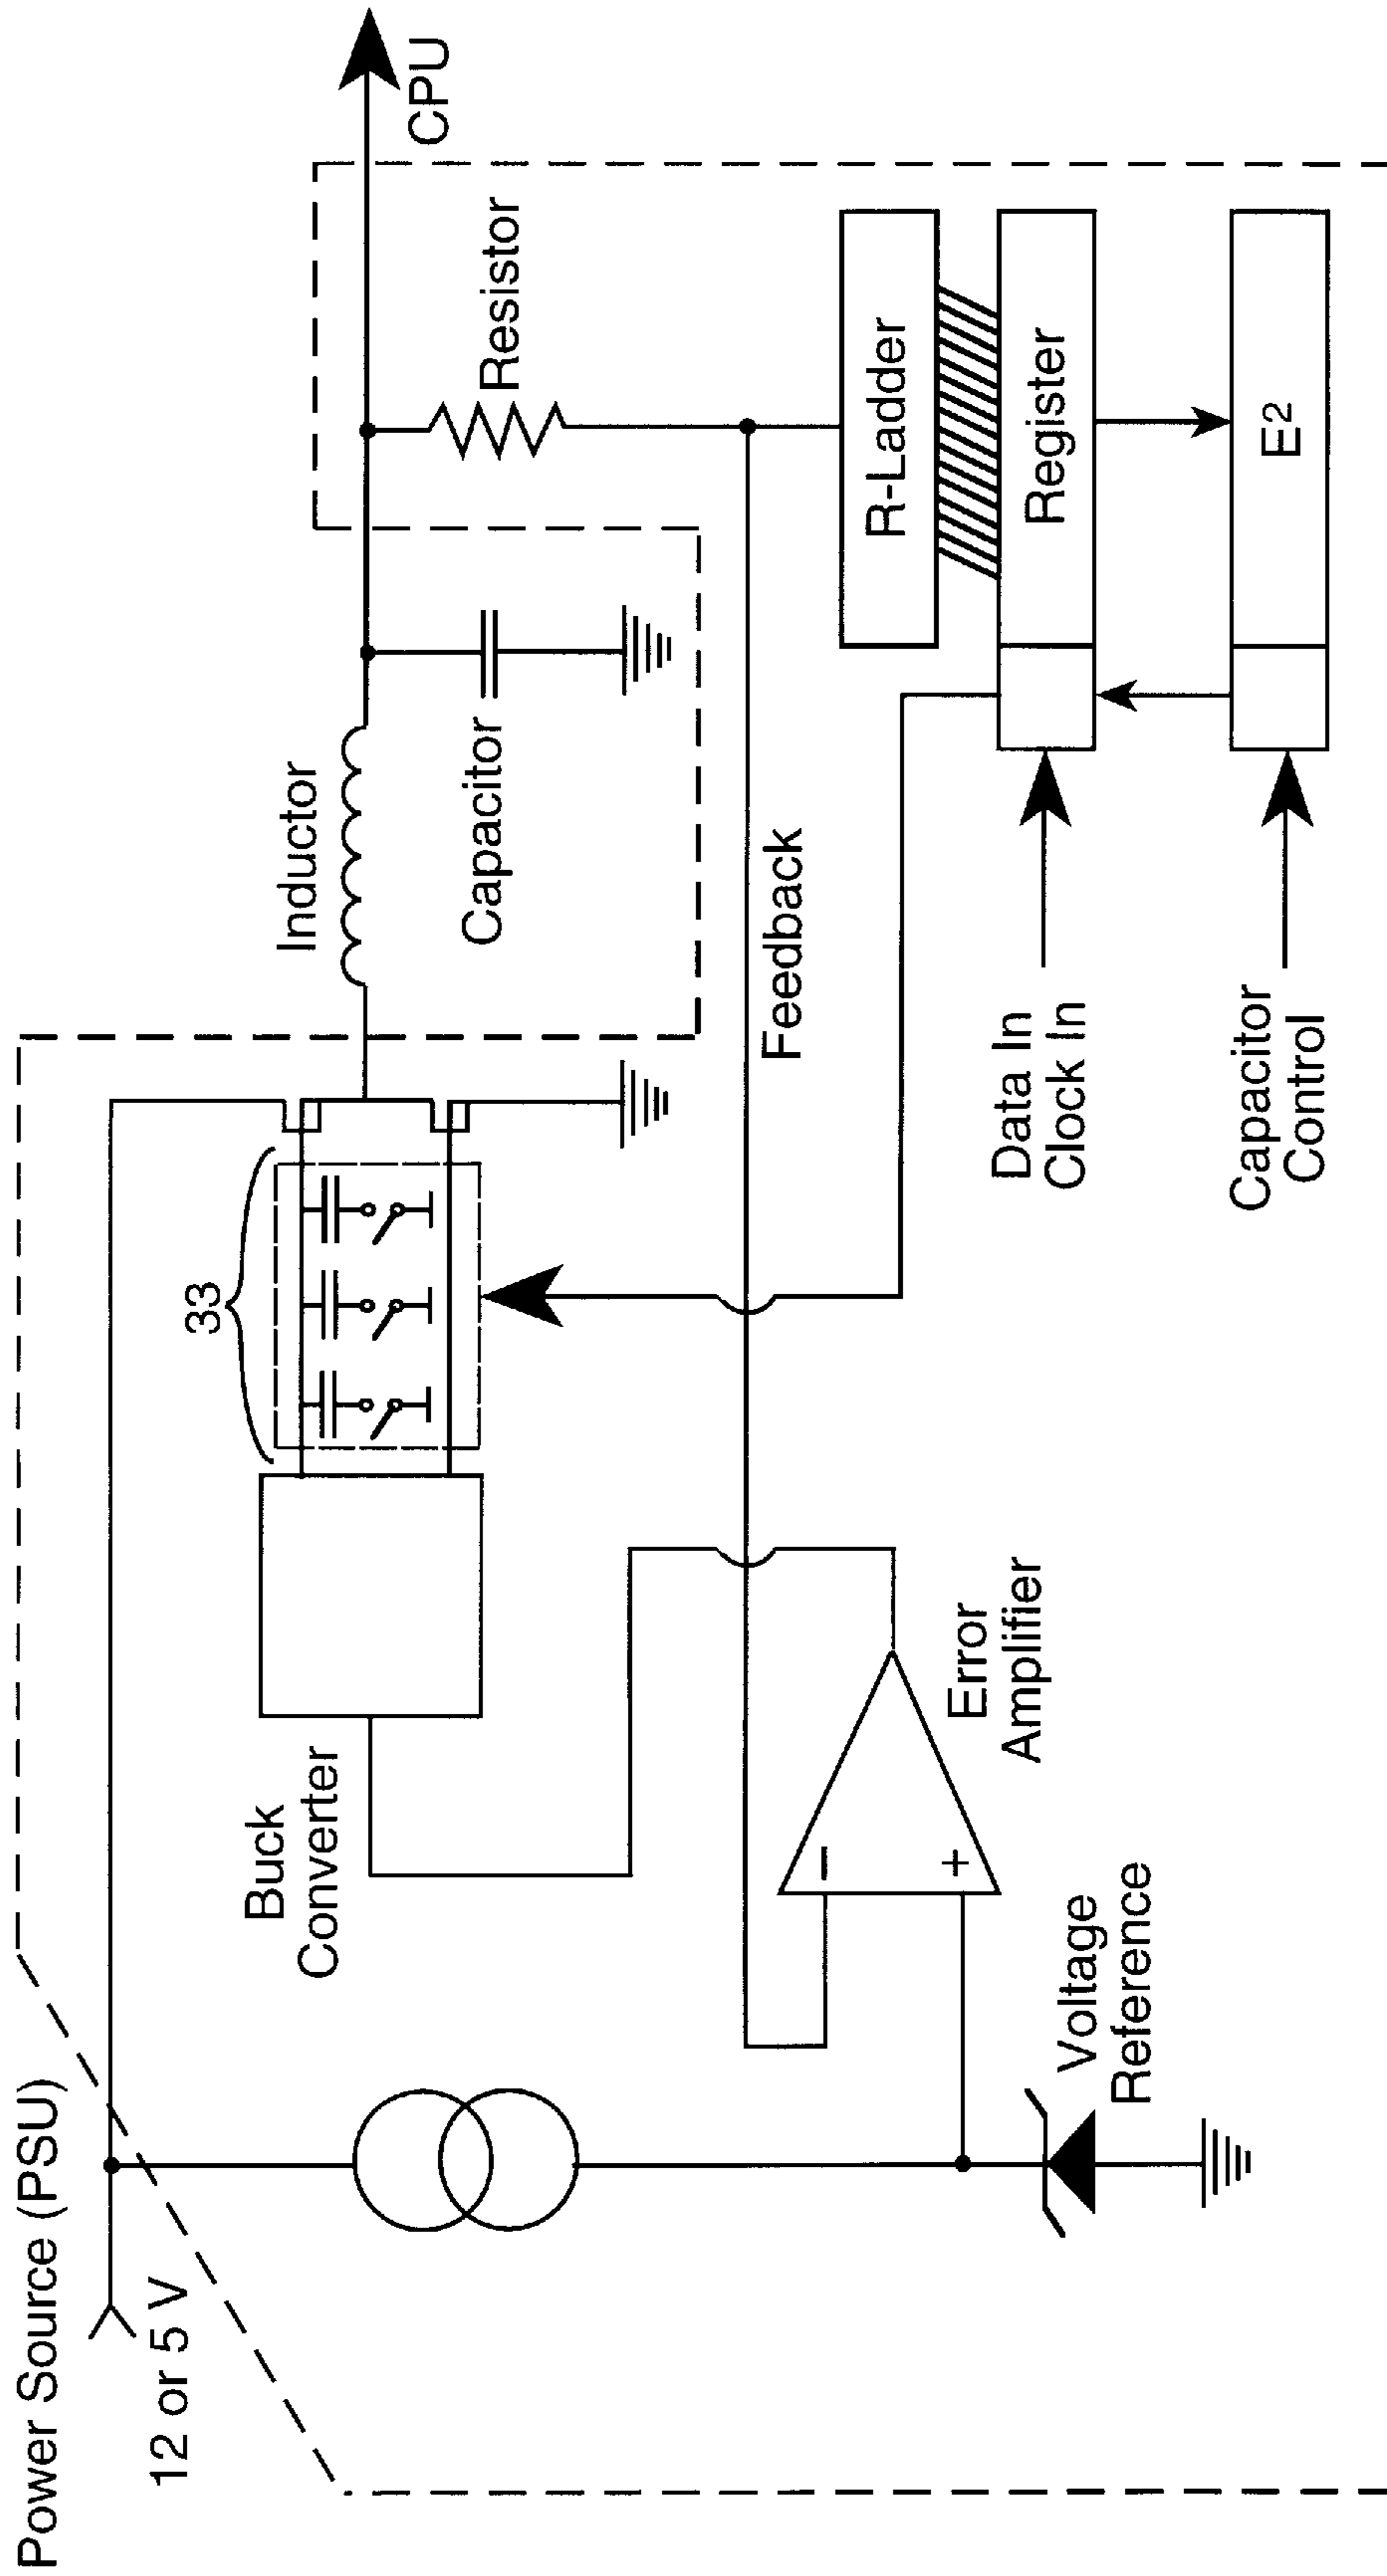 Power Source (PSU)
12 or 5 V
Buck
Converter
33
Inductor
Capacitor
CPU
Resistor
Feedback
R-Ladder
Register
E2
Data In
Clock In
Capacitor
Control
Error
Amplifier
−
+
Voltage
Reference